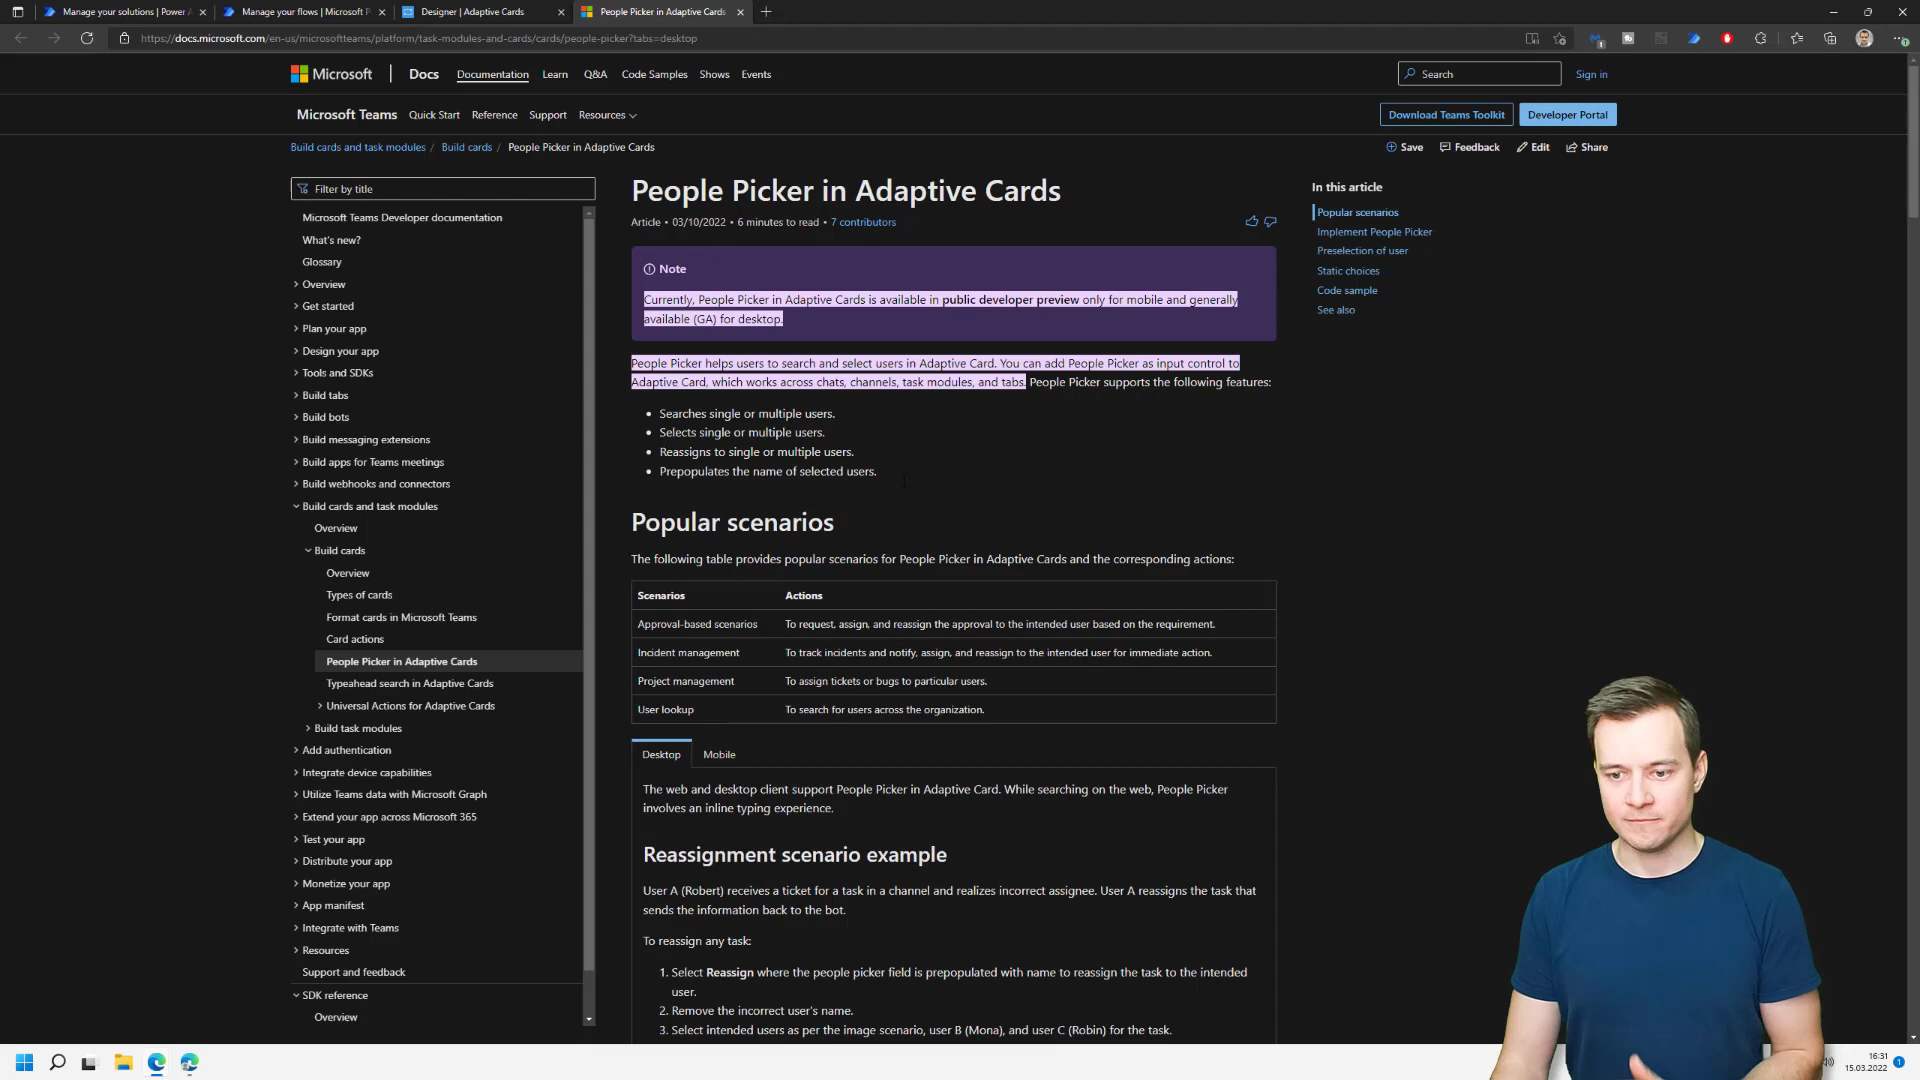 Manage your solutions | Power A
Manage your flows | Microsoft P
Designer | Adaptive Cards
People Picker in Adaptive Cards
https://docs.microsoft.com/en-us/microsoftteams/platform/task-modules-and-cards/cards/people-picker?tabs=desktop
Microsoft
Docs
Documentation
Learn
Q&A
Code Samples
Shows
Events
Search
Sign in
Microsoft Teams
Quick Start
Reference
Support
Resources
Download Teams Toolkit
Developer Portal
Build cards and task modules / Build cards / People Picker in Adaptive Cards
Save
Feedback
Edit
Share
Filter by title
Microsoft Teams Developer documentation
What's new?
Glossary
Overview
Get started
Plan your app
Design your app
Tools and SDKs
Build tabs
Build bots
Build messaging extensions
Build apps for Teams meetings
Build webhooks and connectors
Build cards and task modules
Overview
Build cards
Overview
Types of cards
Format cards in Microsoft Teams
Card actions
People Picker in Adaptive Cards
Typeahead search in Adaptive Cards
Universal Actions for Adaptive Cards
Build task modules
Add authentication
Integrate device capabilities
Utilize Teams data with Microsoft Graph
Extend your app across Microsoft 365
Test your app
Distribute your app
Monetize your app
App manifest
Integrate with Teams
Resources
Support and feedback
SDK reference
Overview
People Picker in Adaptive Cards
Article • 03/10/2022 • 6 minutes to read • 7 contributors
Note
Currently, People Picker in Adaptive Cards is available in public developer preview only for mobile and generally
available (GA) for desktop.
People Picker helps users to search and select users in Adaptive Card. You can add People Picker as input control to
Adaptive Card, which works across chats, channels, task modules, and tabs. People Picker supports the following features:
• Searches single or multiple users.
• Selects single or multiple users.
• Reassigns to single or multiple users.
• Prepopulates the name of selected users.
Popular scenarios
The following table provides popular scenarios for People Picker in Adaptive Cards and the corresponding actions:
Scenarios Actions
Approval-based scenarios To request, assign, and reassign the approval to the intended user based on the requirement.
Incident management To track incidents and notify, assign, and reassign to the intended user for immediate action.
Project management To assign tickets or bugs to particular users.
User lookup To search for users across the organization.
Desktop Mobile
The web and desktop client support People Picker in Adaptive Card. While searching on the web, People Picker
involves an inline typing experience.
Reassignment scenario example
User A (Robert) receives a ticket for a task in a channel and realizes incorrect assignee. User A reassigns the task that
sends the information back to the bot.
To reassign any task:
1. Select Reassign where the people picker field is prepopulated with name to reassign the task to the intended
user.
2. Remove the incorrect user's name.
3. Select intended users as per the image scenario, user B (Mona), and user C (Robin) for the task.
In this article
Popular scenarios
Implement People Picker
Preselection of user
Static choices
Code sample
See also
16:31
15.03.2022
1